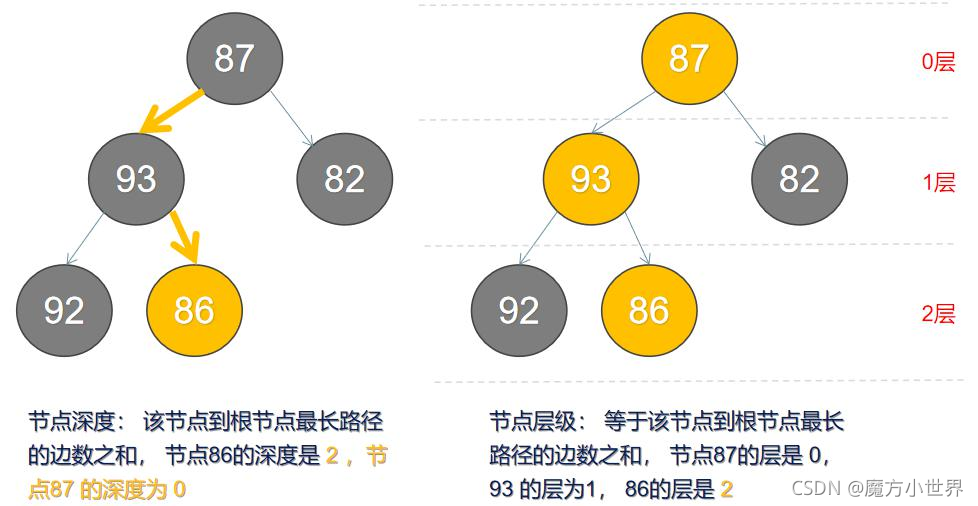 87
87
0层
93
82
93
82
1层
92
86
92
86
2层
节点深度： 该节点到根节点最长路径
的边数之和， 节点86的深度是 2 ，节
点87 的深度为 0
节点层级： 等于该节点到根节点最长
路径的边数之和， 节点87的层是 0，
93 的层为1， 86的层是 2
CSDN @魔方小世界